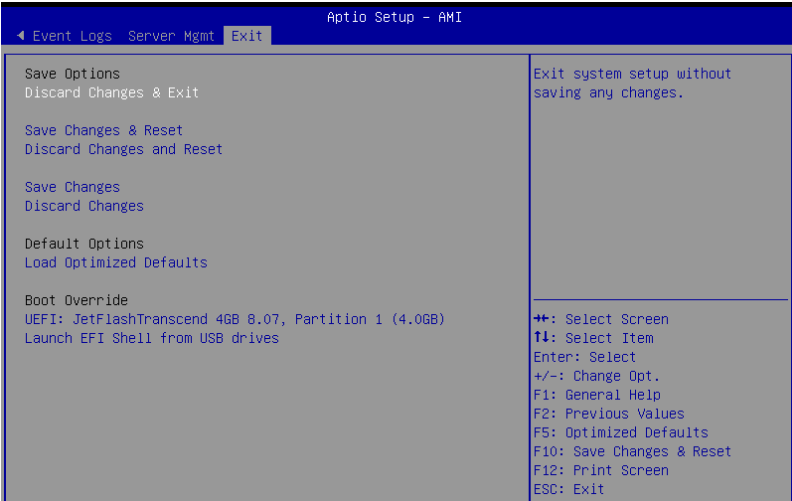 Aptio Setup – AMI
◀ Event Logs Server Mgmt Exit
Save Options
Discard Changes & Exit
Save Changes & Reset
Discard Changes and Reset
Save Changes
Discard Changes
Default Options
Load Optimized Defaults
Boot Override
UEFI: JetFlashTranscend 4GB 8.07, Partition 1 (4.0GB)
Launch EFI Shell from USB drives
Exit system setup without
saving any changes.
→←: Select Screen
↑↓: Select Item
Enter: Select
+/-: Change Opt.
F1: General Help
F2: Previous Values
F5: Optimized Defaults
F10: Save Changes & Reset
F12: Print Screen
ESC: Exit